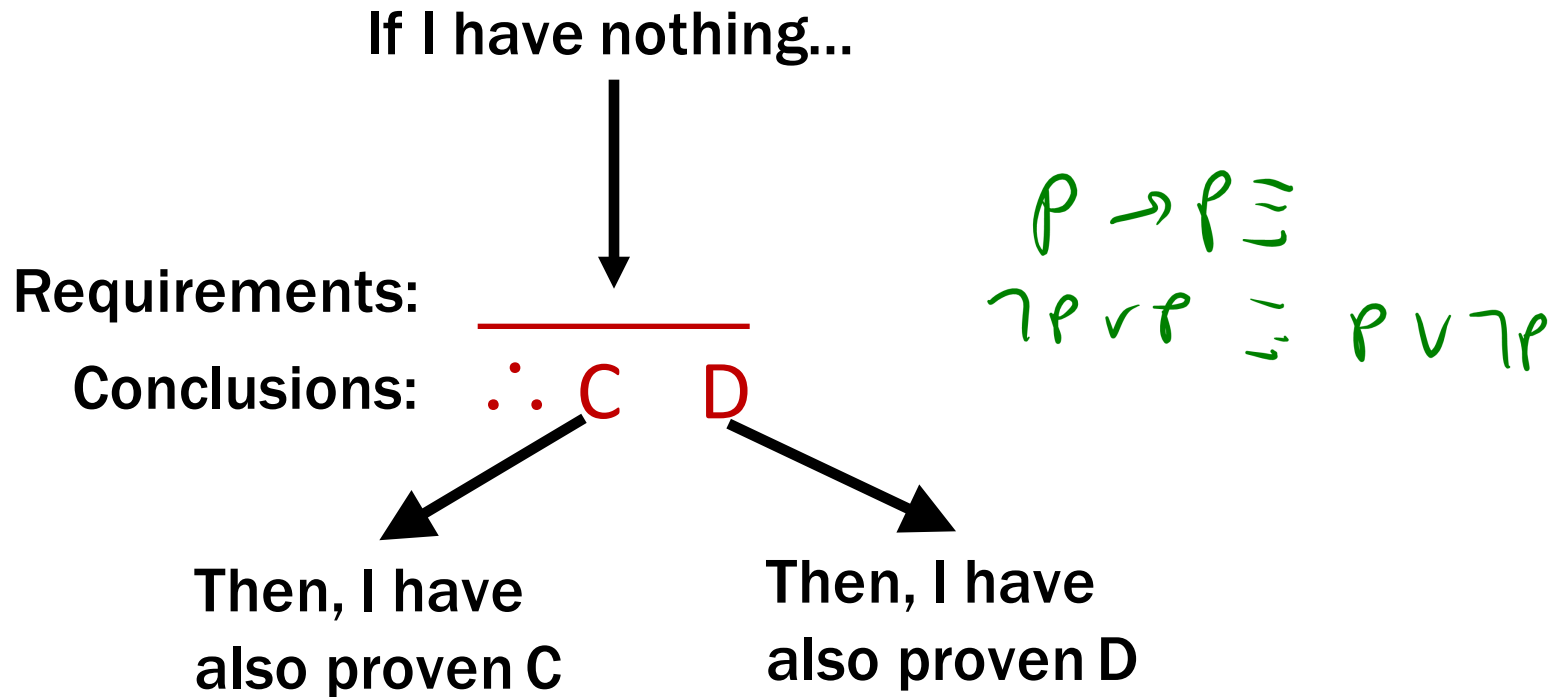 If I have nothing...
p → p ≡
¬p ∨ p ≡ p ∨ ¬p
Requirements:
Conclusions: ∴ C D
Then, I have
also proven C
Then, I have
also proven D